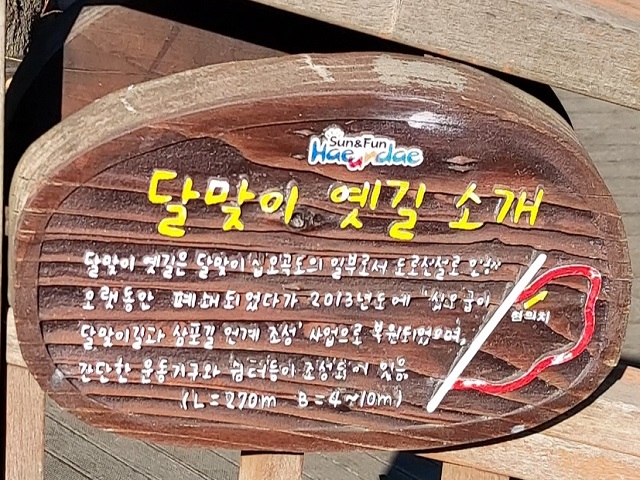 Sun&Fun
Haeundae
달맞이 옛길 소개
달맞이 옛길은 달맞이 십오곡도의 일부로서 도로신설로
오랫동안 폐쇄되었다가 2013년도에 "십오굽이
달맞이길과 삼포길 연계 조성" 사업으로 복원되었으며,
간단한 운동기구와 쉼터등이 조성되어 있음
(L = 270m B = 4~10m)
현위치